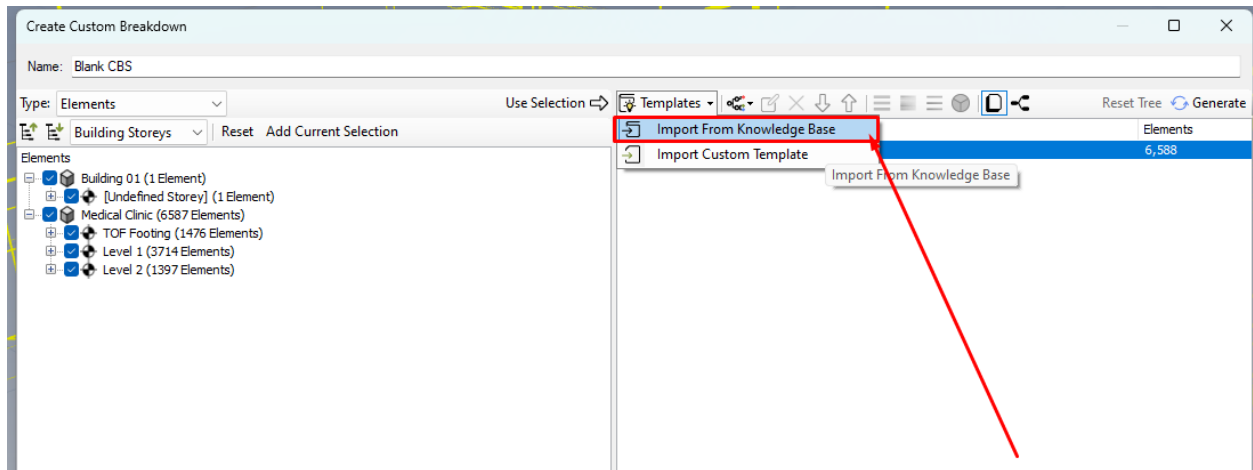 Create Custom Breakdown
Name: Blank CBS
Type: Elements
Use Selection
Templates
Reset Tree
Generate
Building Storeys
Reset
Add Current Selection
Import From Knowledge Base
Import Custom Template
Import From Knowledge Base
Elements
6,588
Elements
Building 01 (1 Element)
[Undefined Storey] (1 Element)
Medical Clinic (6587 Elements)
TOF Footing (1476 Elements)
Level 1 (3714 Elements)
Level 2 (1397 Elements)